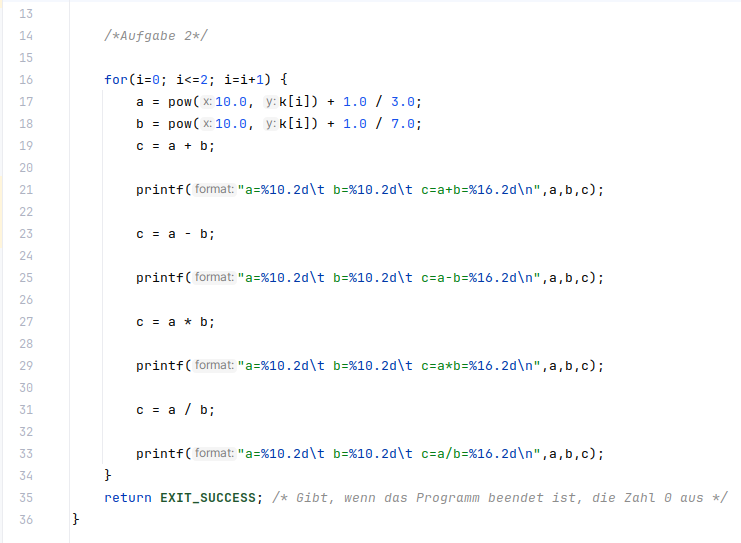 13
14 /*Aufgabe 2*/
15
16 for(i=0; i<=2; i=i+1) {
17 a = pow( x: 10.0, y: k[i]) + 1.0 / 3.0;
18 b = pow( x: 10.0, y: k[i]) + 1.0 / 7.0;
19 c = a + b;
20
21 printf( format: "a=%10.2d\t b=%10.2d\t c=a+b=%16.2d\n",a,b,c);
22
23 c = a - b;
24
25 printf( format: "a=%10.2d\t b=%10.2d\t c=a-b=%16.2d\n",a,b,c);
26
27 c = a * b;
28
29 printf( format: "a=%10.2d\t b=%10.2d\t c=a*b=%16.2d\n",a,b,c);
30
31 c = a / b;
32
33 printf( format: "a=%10.2d\t b=%10.2d\t c=a/b=%16.2d\n",a,b,c);
34 }
35 return EXIT_SUCCESS; /* Gibt, wenn das Programm beendet ist, die Zahl 0 aus */
36 }